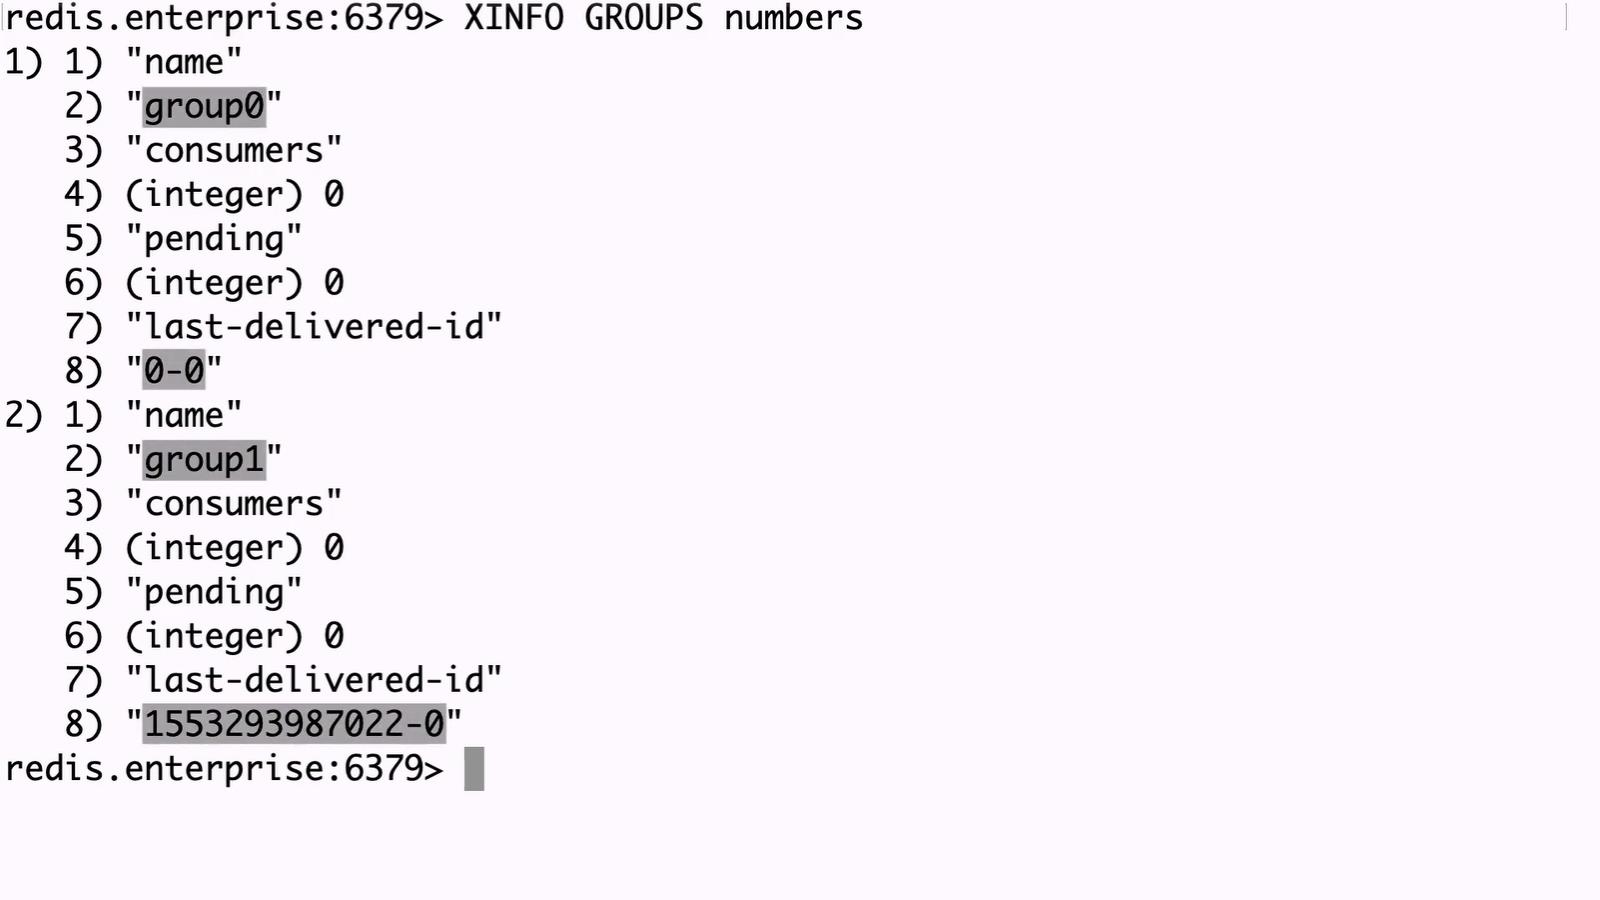 redis.enterprise:6379> XINFO GROUPS numbers
1) 1) "name"
   2) "group0"
   3) "consumers"
   4) (integer) 0
   5) "pending"
   6) (integer) 0
   7) "last-delivered-id"
   8) "0-0"
2) 1) "name"
   2) "group1"
   3) "consumers"
   4) (integer) 0
   5) "pending"
   6) (integer) 0
   7) "last-delivered-id"
   8) "1553293987022-0"
redis.enterprise:6379>